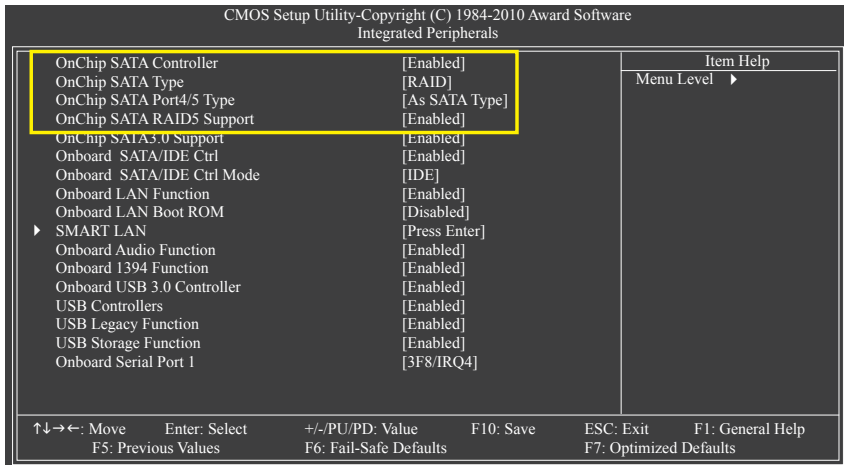 CMOS Setup Utility-Copyright (C) 1984-2010 Award Software
Integrated Peripherals
OnChip SATA Controller [Enabled]
OnChip SATA Type [RAID]
OnChip SATA Port4/5 Type [As SATA Type]
OnChip SATA RAID5 Support [Enabled]
OnChip SATA3.0 Support [Enabled]
Onboard SATA/IDE Ctrl [Enabled]
Onboard SATA/IDE Ctrl Mode [IDE]
Onboard LAN Function [Enabled]
Onboard LAN Boot ROM [Disabled]
SMART LAN [Press Enter]
Onboard Audio Function [Enabled]
Onboard 1394 Function [Enabled]
Onboard USB 3.0 Controller [Enabled]
USB Controllers [Enabled]
USB Legacy Function [Enabled]
USB Storage Function [Enabled]
Onboard Serial Port 1 [3F8/IRQ4]
Item Help
Menu Level
↑↓→←: Move Enter: Select +/-/PU/PD: Value F10: Save ESC: Exit F1: General Help
F5: Previous Values F6: Fail-Safe Defaults F7: Optimized Defaults